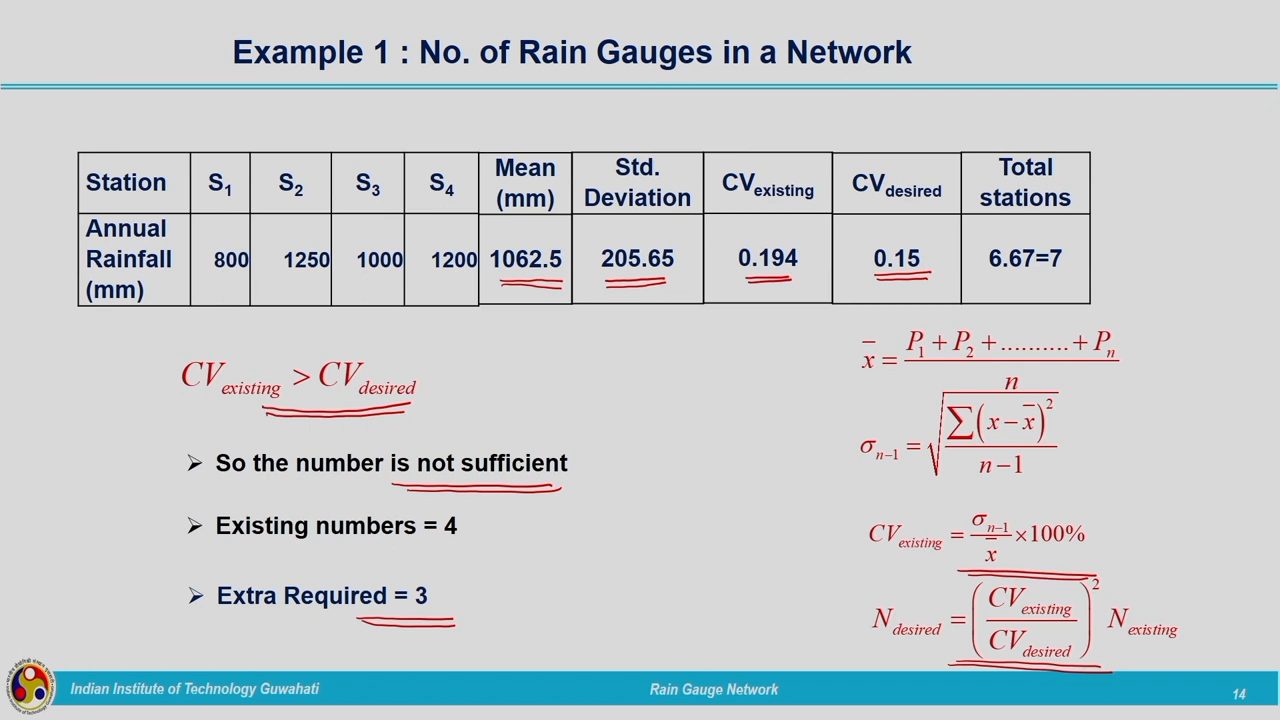 Example 1 : No. of Rain Gauges in a Network
Station S1 S2 S3 S4 Mean (mm) Std. Deviation CVexisting CVdesired Total stations
Annual Rainfall (mm) 800 1250 1000 1200 1062.5 205.65 0.194 0.15 6.67=7
CVexisting > CVdesired
➢ So the number is not sufficient
➢ Existing numbers = 4
➢ Extra Required = 3
x̄ = (P1 + P2 + .......... + Pn) / n
σn−1 = √(∑(x − x̄)² / (n − 1))
CVexisting = σn−1 / x̄ × 100%
Ndesired = (CVexisting / CVdesired)² Nexisting
Indian Institute of Technology Guwahati
Rain Gauge Network
14